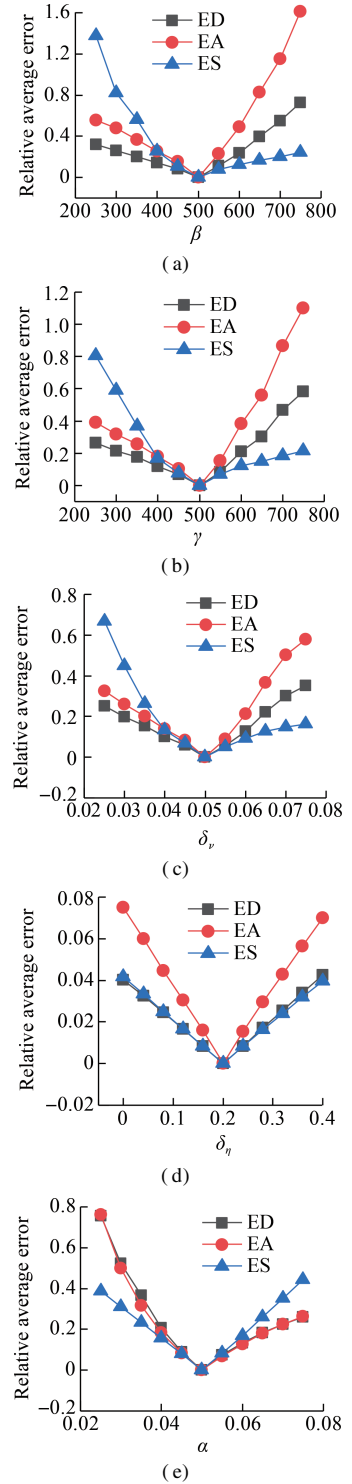 1.6
1.2
0.8
0.4
0
Relative average error
ED
EA
ES
200 300 400 500 600 700 800
β
(a)
1.2
1.0
0.8
0.6
0.4
0.2
0
Relative average error
ED
EA
ES
200 300 400 500 600 700 800
γ
(b)
0.8
0.6
0.4
0.2
0
−0.2
Relative average error
ED
EA
ES
0.02 0.03 0.04 0.05 0.06 0.07 0.08
δν
(c)
0.08
0.06
0.04
0.02
0
−0.02
Relative average error
ED
EA
ES
0 0.1 0.2 0.3 0.4
δη
(d)
0.8
0.6
0.4
0.2
0
−0.2
Relative average error
ED
EA
ES
0.02 0.04 0.06 0.08
α
(e)